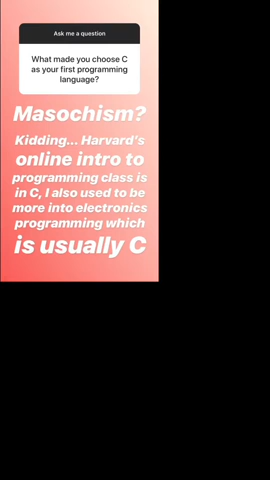 Ask me a question
What made you choose C
as your first programming
language?
Masochism?
Kidding... Harvard's
online intro to
programming class is
in C, I also used to be
more into electronics
programming which
is usually C